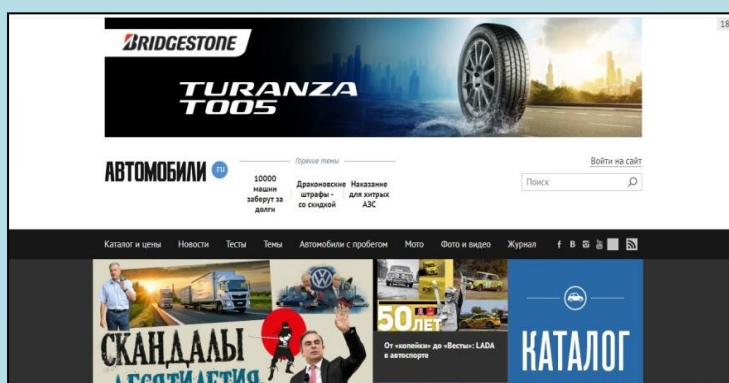 18
BRIDGESTONE
TURANZA
T005
АВТОМОБИЛИ ru
Горячие темы
10000
машин
заберут за
долги
Драконовские
штрафы -
со скидкой
Наказание
для хитрых
АЗС
Войти на сайт
Поиск
Каталог и цены Новости Тесты Темы Автомобили с пробегом Мото Фото и видео Журнал f B
СКАНДАЛЫ
ДЕСЯТИЛЕТИЯ
50 ЛЕТ
От «копейки» до «Весты»: LADA
в автоспорте
КАТАЛОГ